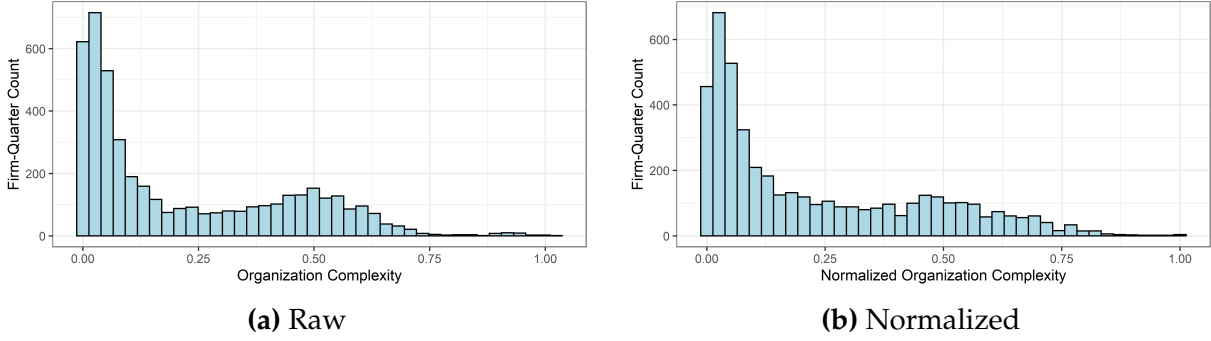 Firm-Quarter Count
600
400
200
0
0.00 0.25 0.50 0.75 1.00
Organization Complexity
(a) Raw
Firm-Quarter Count
600
400
200
0
0.00 0.25 0.50 0.75 1.00
Normalized Organization Complexity
(b) Normalized